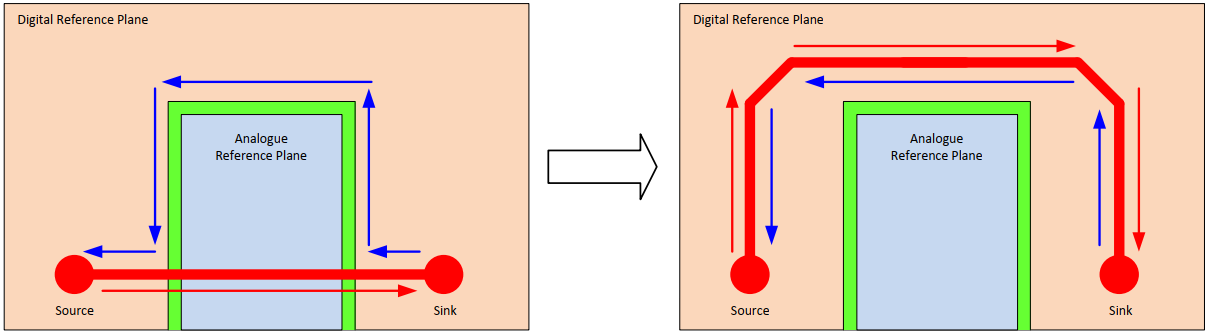 Digital Reference Plane
Analogue
Reference Plane
Source
Sink
Digital Reference Plane
Analogue
Reference Plane
Source
Sink